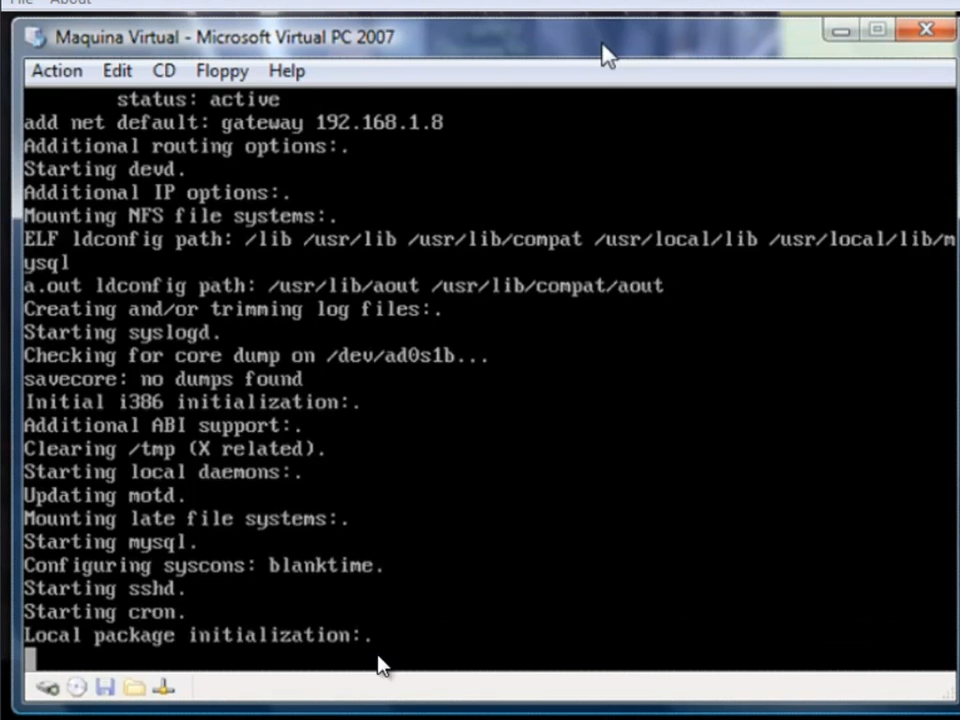 File About
Maquina Virtual - Microsoft Virtual PC 2007
Action Edit CD Floppy Help
status: active
add net default: gateway 192.168.1.8
Additional routing options:.
Starting devd.
Additional IP options:.
Mounting NFS file systems:.
ELF ldconfig path: /lib /usr/lib /usr/lib/compat /usr/local/lib /usr/local/lib/m
ysql
a.out ldconfig path: /usr/lib/aout /usr/lib/compat/aout
Creating and/or trimming log files:.
Starting syslogd.
Checking for core dump on /dev/ad0s1b...
savecore: no dumps found
Initial i386 initialization:.
Additional ABI support:.
Clearing /tmp (X related).
Starting local daemons:.
Updating motd.
Mounting late file systems:.
Starting mysql.
Configuring syscons: blanktime.
Starting sshd.
Starting cron.
Local package initialization:.